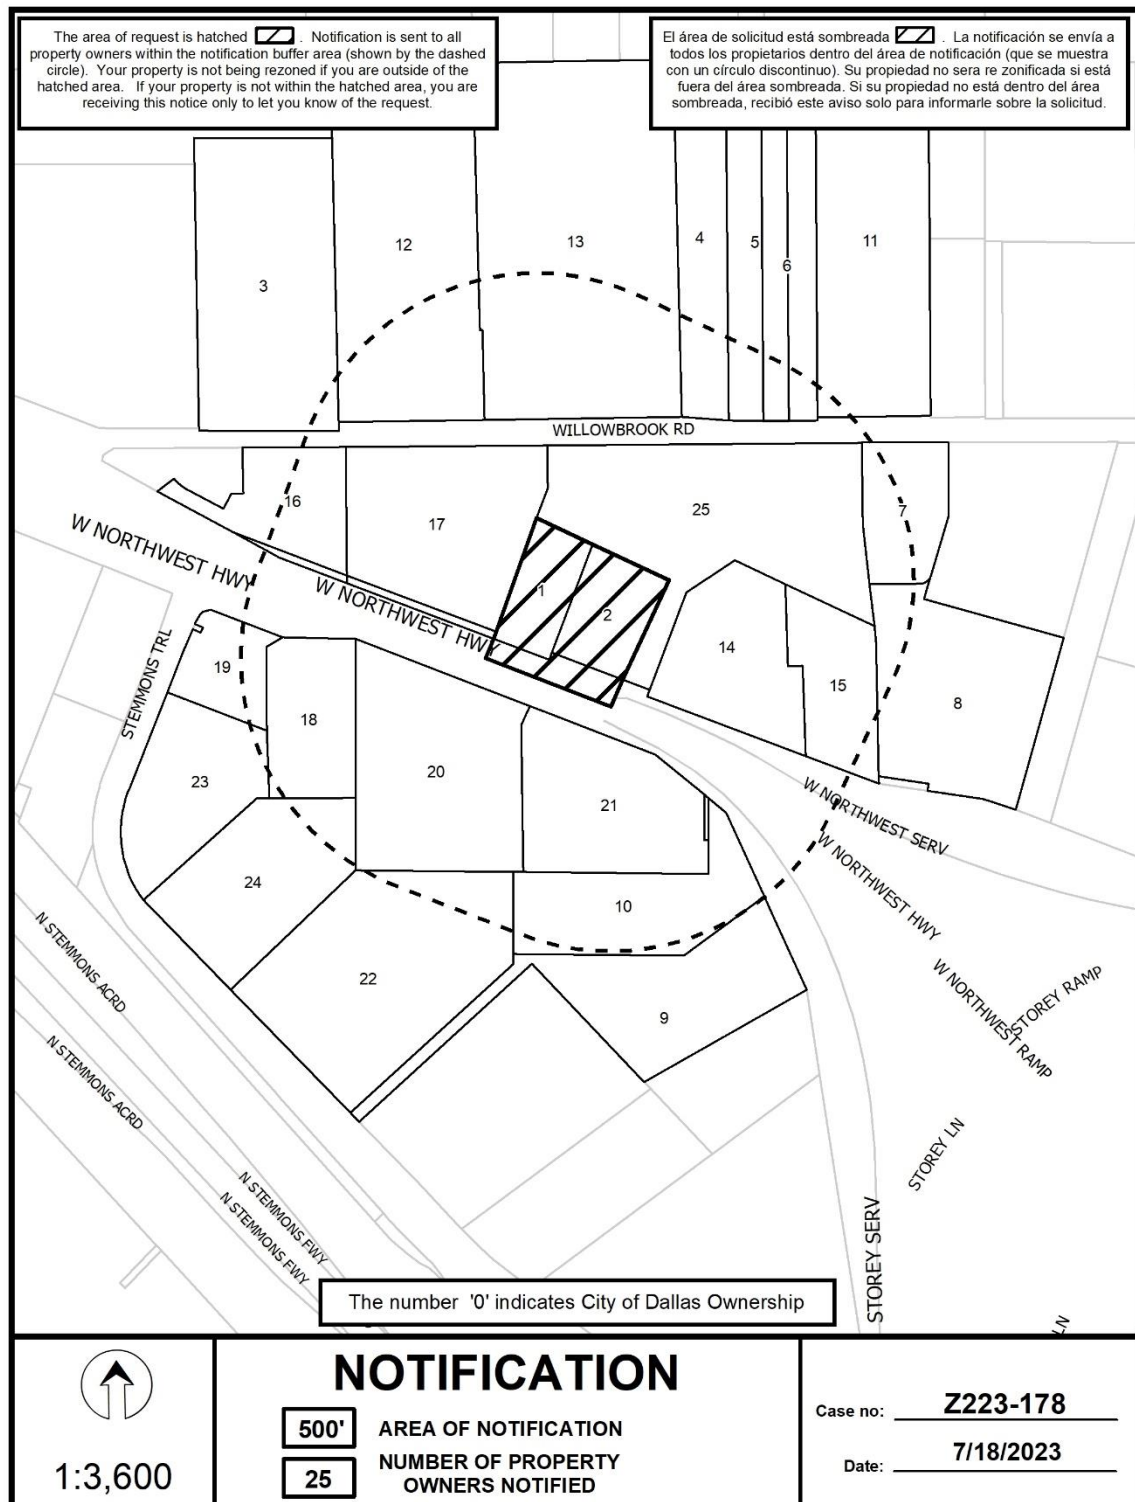 The area of request is hatched . Notification is sent to all
property owners within the notification buffer area (shown by the dashed
circle). Your property is not being rezoned if you are outside of the
hatched area. If your property is not within the hatched area, you are
receiving this notice only to let you know of the request.
El área de solicitud está sombreada . La notificación se envía a
todos los propietarios dentro del área de notificación (que se muestra
con un círculo discontinuo). Su propiedad no sera re zonificada si está
fuera del área sombreada. Si su propiedad no está dentro del área
sombreada, recibió este aviso solo para informarle sobre la solicitud.
3
12
13
4
5
6
11
WILLOWBROOK RD
16
17
25
7
W NORTHWEST HWY
W NORTHWEST HWY
1
2
14
15
8
STEMMONS TRL
19
18
20
21
23
24
W NORTHWEST SERV
W NORTHWEST HWY
10
22
9
N STEMMONS ACRD
N STEMMONS ACRD
W NORTHWEST RAMP
STOREY RAMP
STOREY LN
N STEMMONS FWY
N STEMMONS FWY
STOREY SERV
LN
The number '0' indicates City of Dallas Ownership
1:3,600
NOTIFICATION
500' AREA OF NOTIFICATION
25 NUMBER OF PROPERTY
OWNERS NOTIFIED
Case no: Z223-178
Date: 7/18/2023